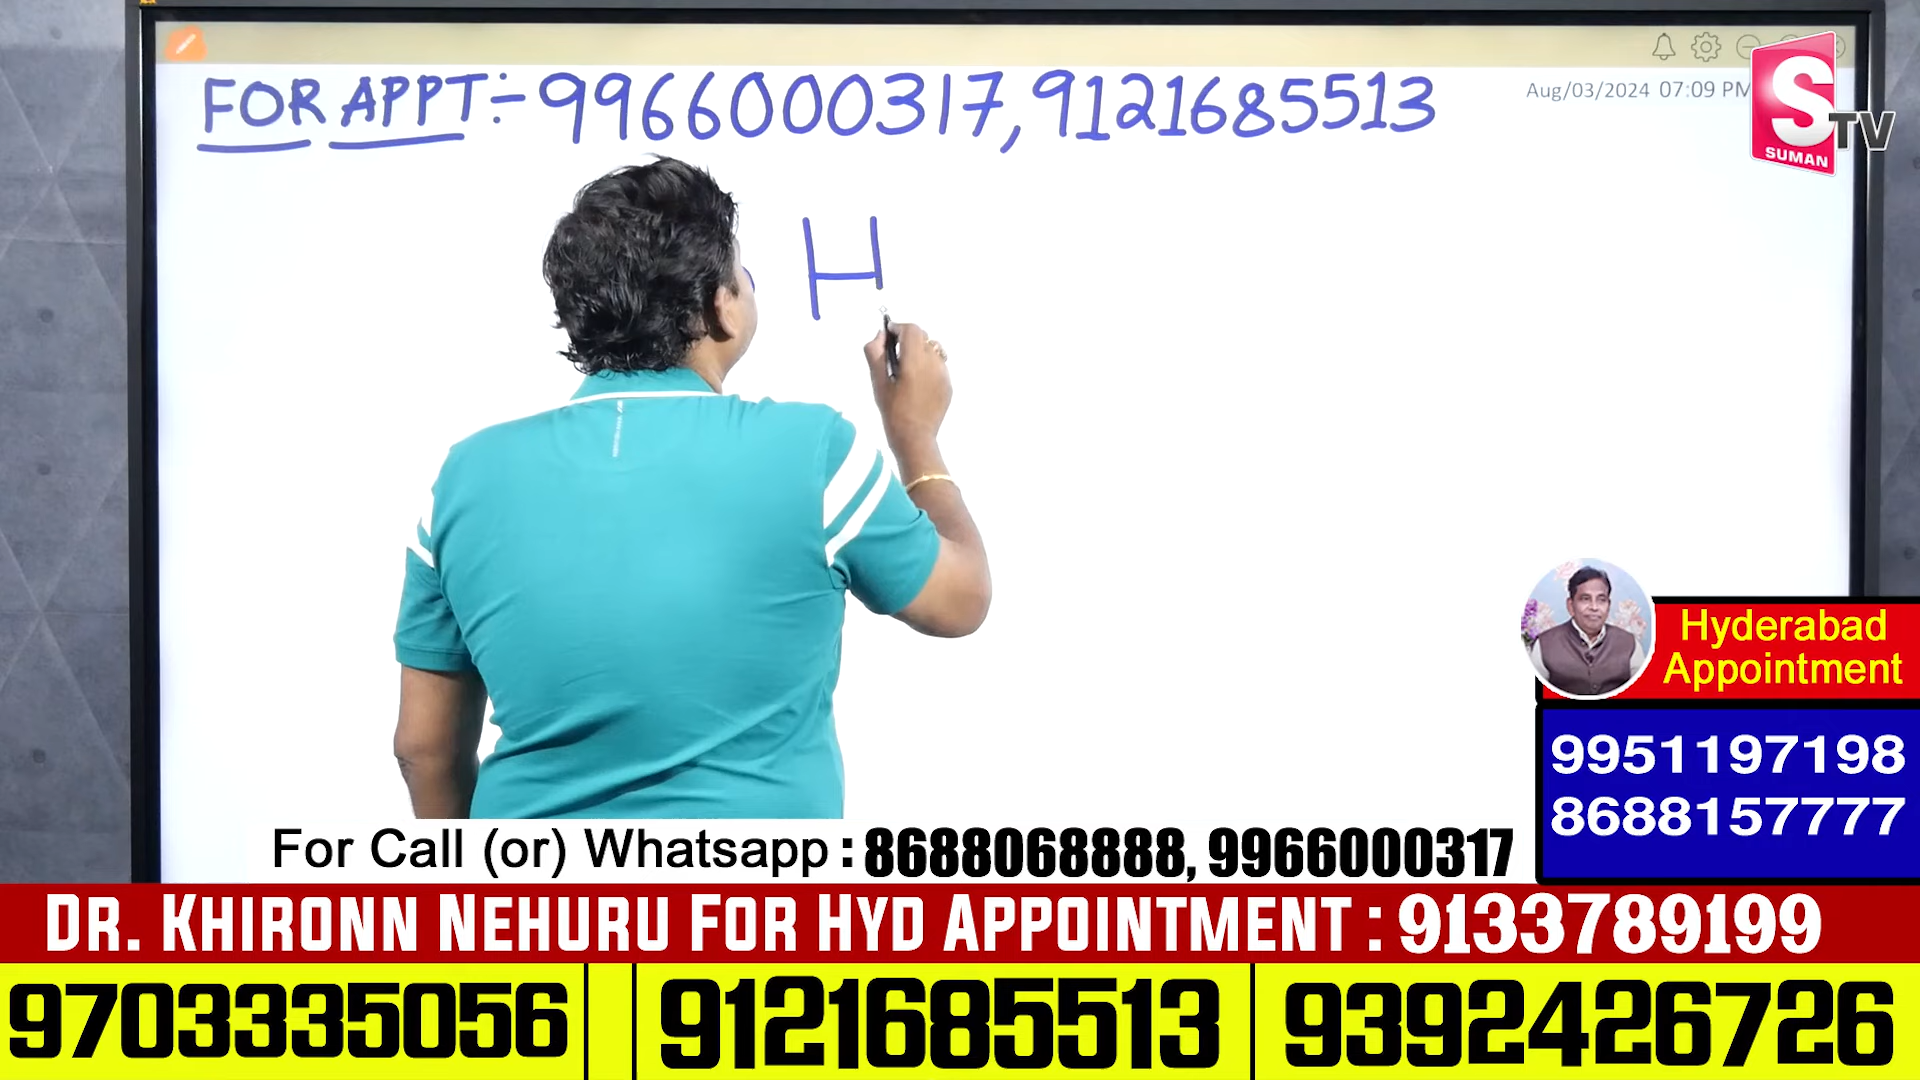 FOR APPT:- 9966000317, 9121685513
Aug/03/2024 07:09 PM
S TV
SUMAN
H
Hyderabad
Appointment
9951197198
8688157777
For Call (or) Whatsapp : 8688068888, 9966000317
DR. KHIRONN NEHURU FOR HYD APPOINTMENT : 9133789199
9703335056 9121685513 9392426726